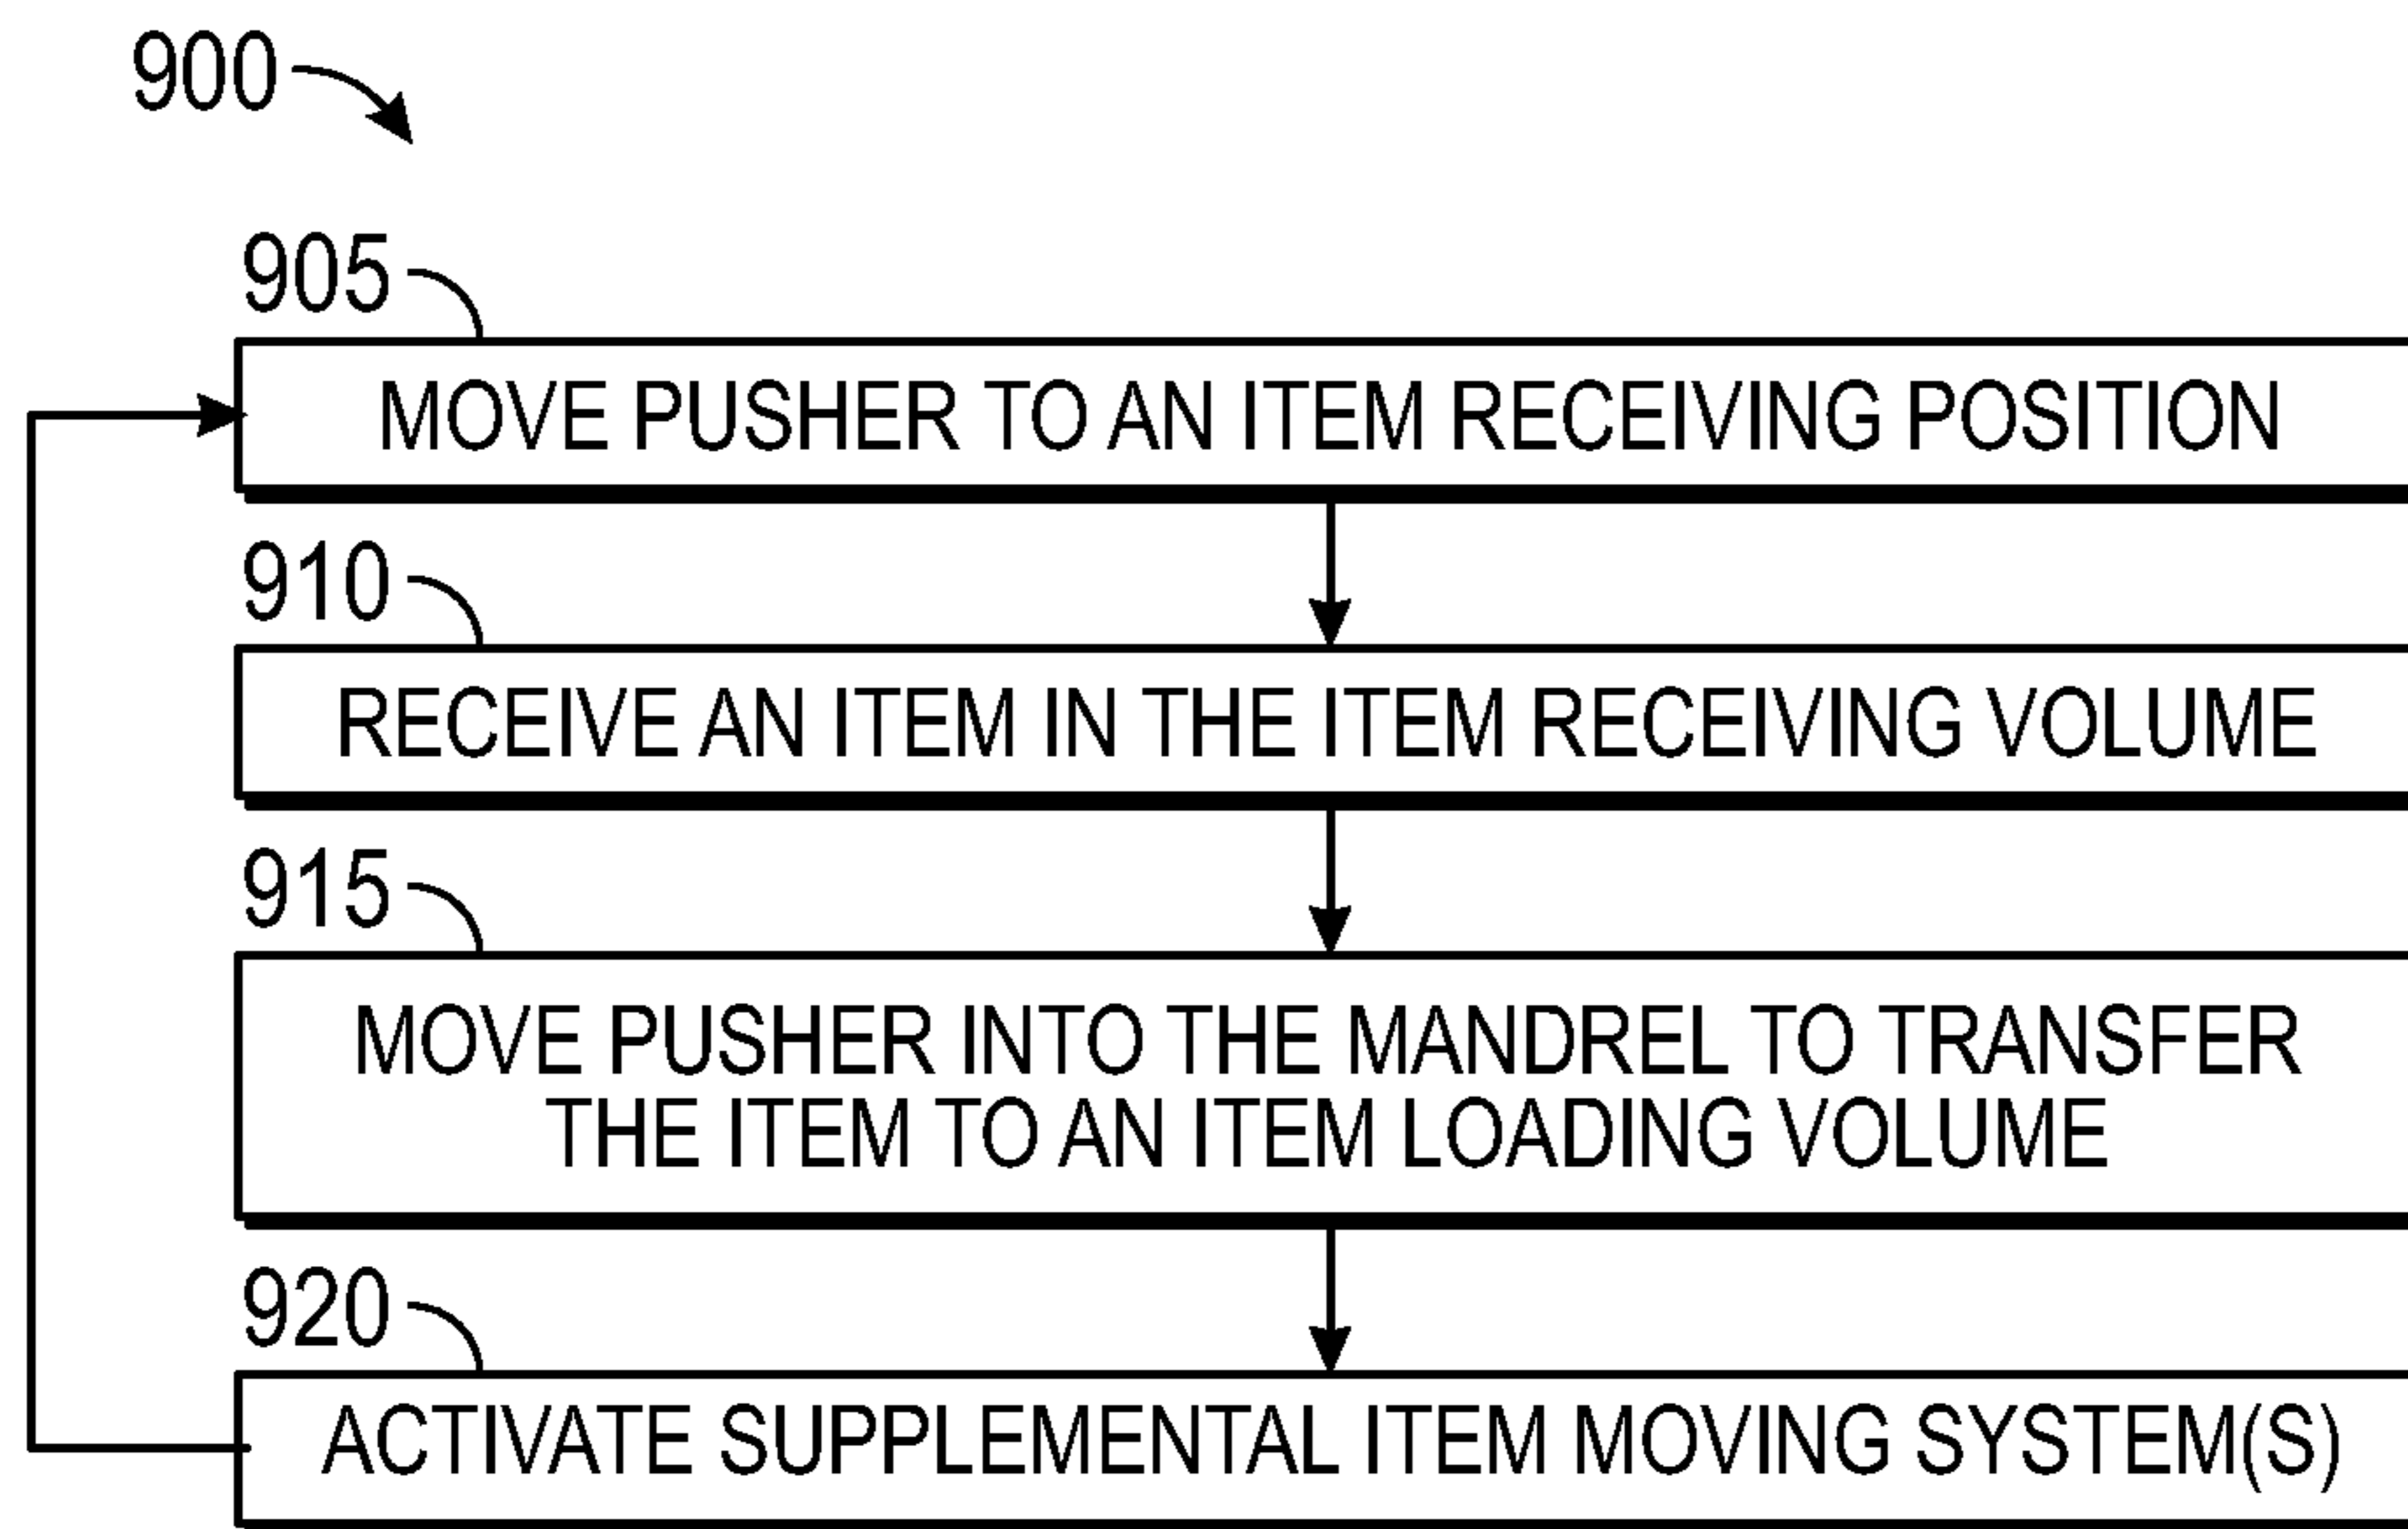 900
905
MOVE PUSHER TO AN ITEM RECEIVING POSITION
910
RECEIVE AN ITEM IN THE ITEM RECEIVING VOLUME
915
MOVE PUSHER INTO THE MANDREL TO TRANSFER
THE ITEM TO AN ITEM LOADING VOLUME
920
ACTIVATE SUPPLEMENTAL ITEM MOVING SYSTEM(S)